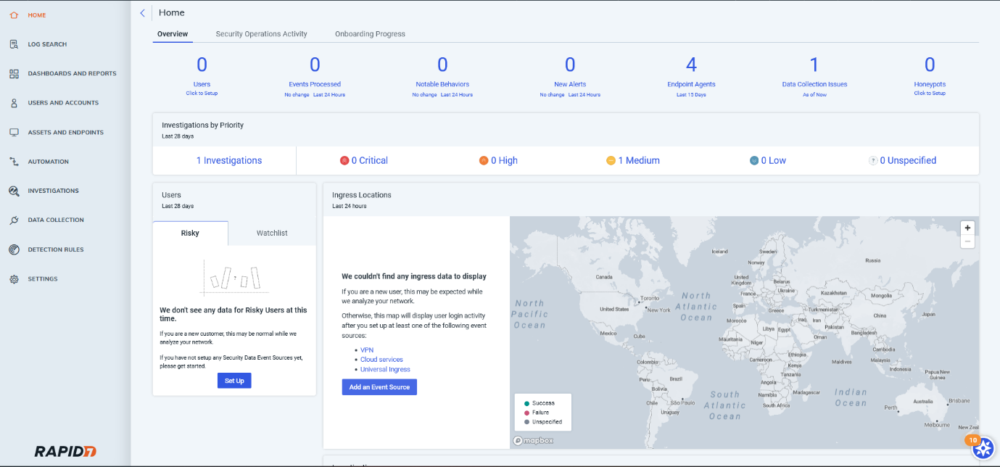 HOME
LOG SEARCH
DASHBOARDS AND REPORTS
USERS AND ACCOUNTS
ASSETS AND ENDPOINTS
AUTOMATION
INVESTIGATIONS
DATA COLLECTION
DETECTION RULES
SETTINGS
RAPID7
Home
Overview Security Operations Activity Onboarding Progress
0 0 0 0 4 1 0
Users Events Processed Notable Behaviors New Alerts Endpoint Agents Data Collection Issues Honeypots
Click to Setup No change Last 24 Hours No change Last 24 Hours No change Last 24 Hours Last 15 Days As of Now Click to Setup
Investigations by Priority
Last 28 days
1 Investigations 0 Critical 0 High 1 Medium 0 Low ? 0 Unspecified
Users
Last 28 days
Risky Watchlist
?
We don't see any data for Risky Users at this
time.
If you are a new customer, this may be normal while we
analyze your network.
If you have not setup any Security Data Event Sources yet,
please get started.
Set Up
Ingress Locations
Last 24 hours
We couldn't find any ingress data to display
If you are a new user, this may be expected while
we analyze your network.
Otherwise, this map will display user login activity
after you set up at least one of the following event
sources:
• VPN
• Cloud services
• Universal Ingress
Add an Event Source
+
−
Iceland
Sweden
Norway
Russia
Canada
United
Kingdom
Belarus
Ukraine
France
Kazakhstan
Mongolia
Toronto
New York
North
Pacific
Ocean
North
Atlantic
Ocean
United States
Spain
Greece
Turkmenistan
China
Japan
Morocco
Iraq
Iran
Pakistan
Mexico
Cuba
Libya
Egypt
Oman
Bangladesh
Mauritania
Niger
Cambodia
Colombia
Cameroon
Ethiopia
Kenya
Maldives
Malaysia
Indonesia
Peru
Brazil
Tanzania
Papua New
Guinea
Bolivia
Angola
Chile
São Paulo
Namibia
Madagascar
Uruguay
South Africa
South
Atlantic
Ocean
Indian
Ocean
Australia
Brisbane
Perth
Melbourne
New Zeal
Success
Failure
Unspecified
mapbox
10